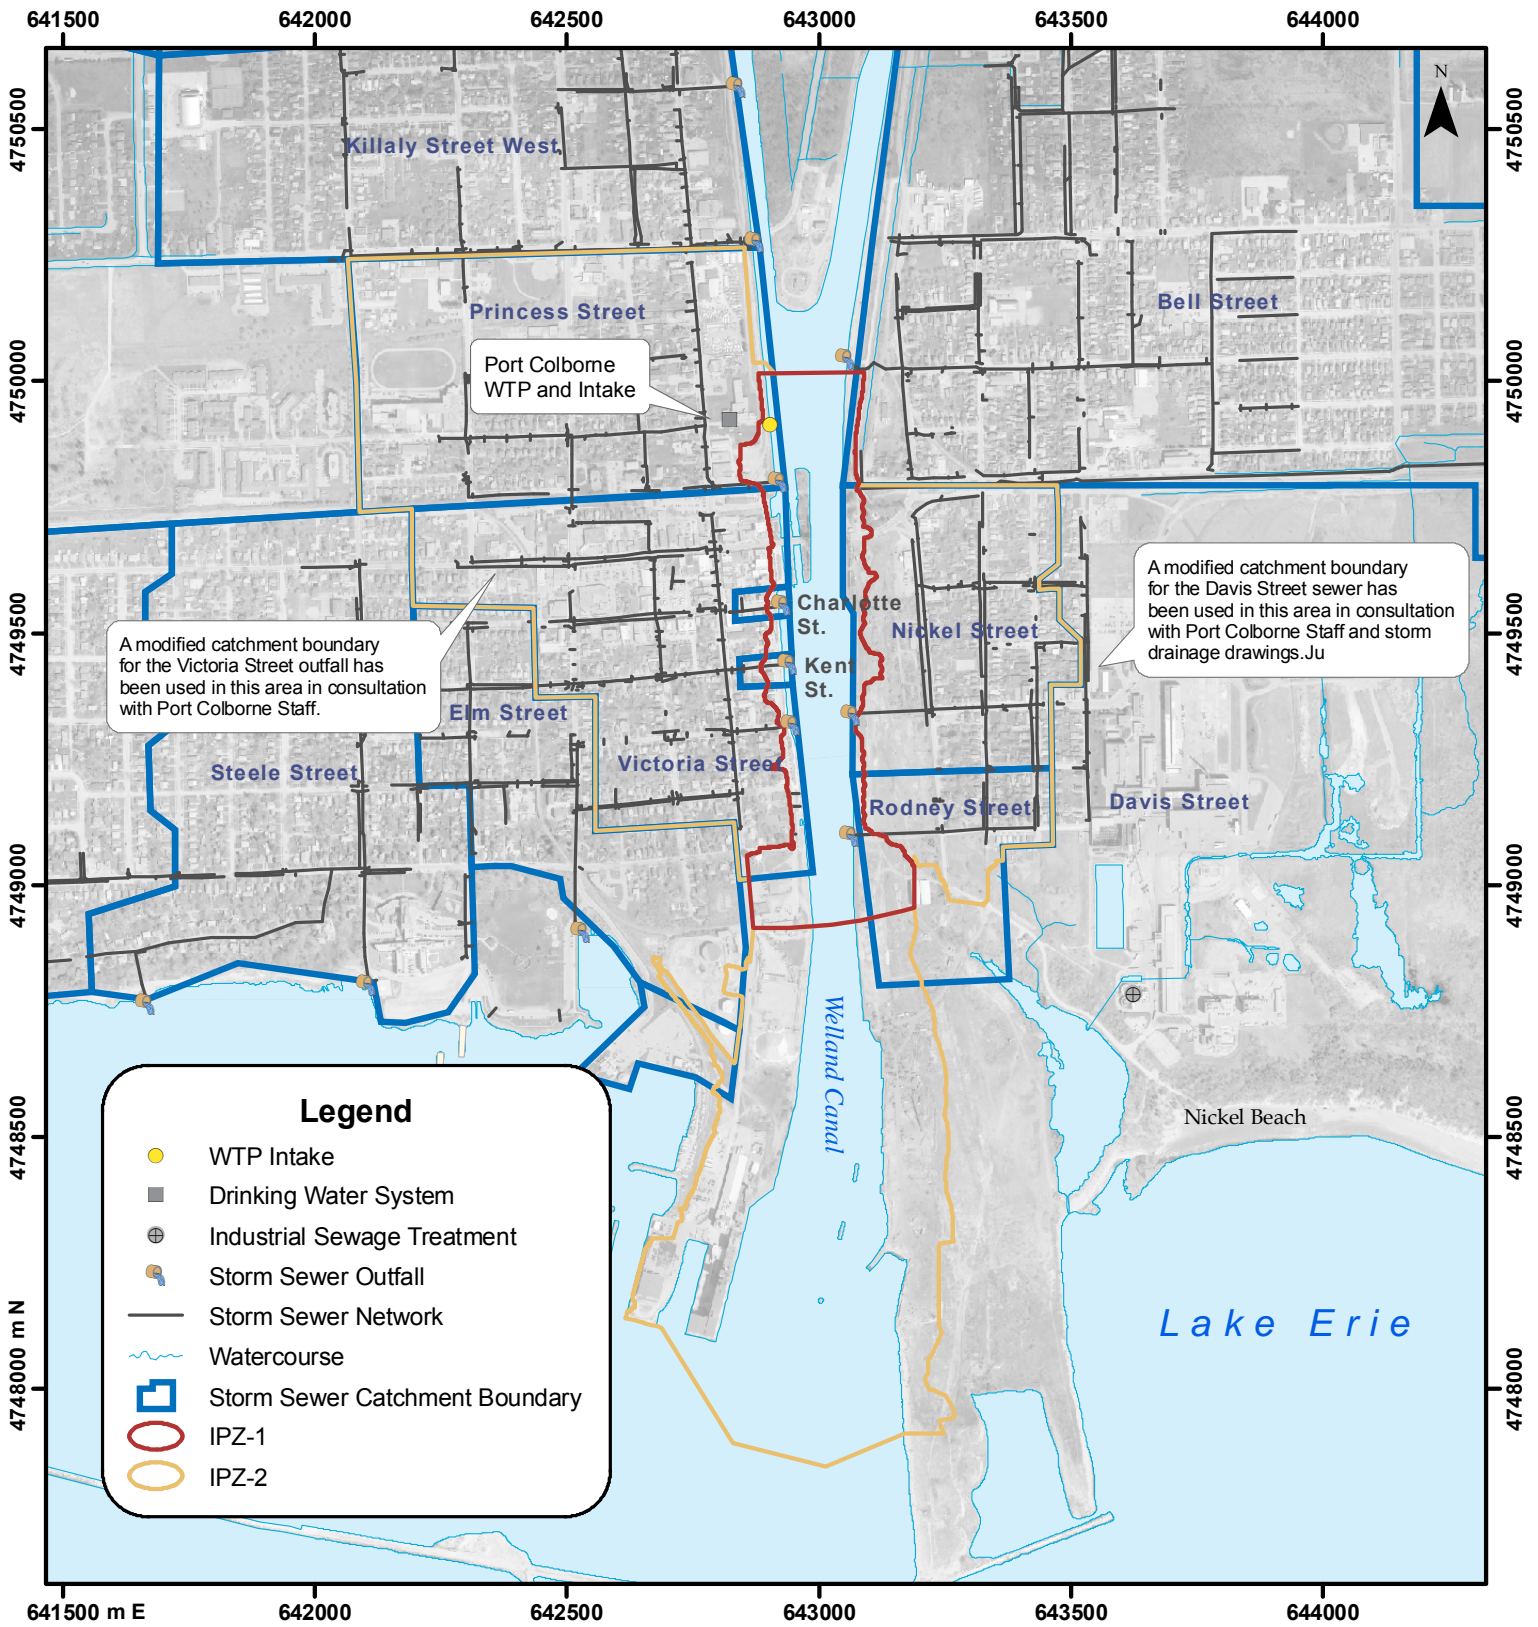 641500
642000
642500
643000
643500
644000
N
4750500
4750500
Killaly Street West
Princess Street
Bell Street
Port Colborne
WTP and Intake
4750000
4750000
A modified catchment boundary
for the Davis Street sewer has
been used in this area in consultation
with Port Colborne Staff and storm
drainage drawings.Ju
Charlotte
St.
Nickel Street
4749500
4749500
A modified catchment boundary
for the Victoria Street outfall has
been used in this area in consultation
with Port Colborne Staff.
Kent
St.
Elm Street
Steele Street
Victoria Street
Rodney Street
Davis Street
4749000
4749000
Welland Canal
Nickel Beach
4748500
4748500
Legend
WTP Intake
Drinking Water System
Industrial Sewage Treatment
Storm Sewer Outfall
Storm Sewer Network
Watercourse
Storm Sewer Catchment Boundary
IPZ-1
IPZ-2
Lake Erie
4748000 m N
4748000
641500 m E
642000
642500
643000
643500
644000